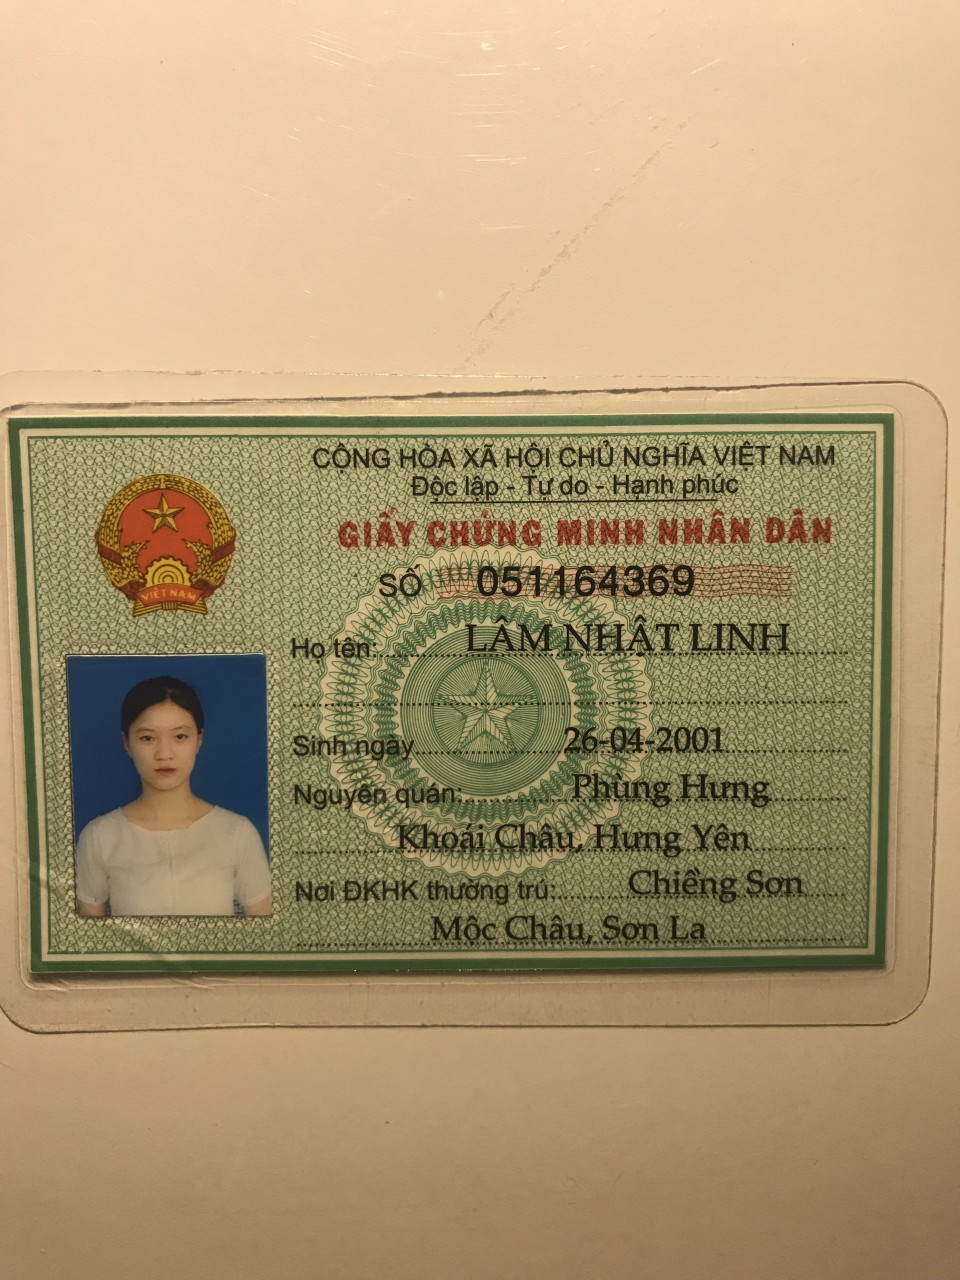 CỘNG HÒA XÃ HỘI CHỦ NGHĨA VIỆT NAM
Độc lập - Tự do - Hạnh phúc
GIẤY CHỨNG MINH NHÂN DÂN
SỐ 051164369
Họ tên: LÂM NHẬT LINH
Sinh ngày 26-04-2001
Nguyên quán: Phùng Hưng
Khoái Châu, Hưng Yên
Nơi ĐKHK thường trú: Chiềng Sơn
Mộc Châu, Sơn La
VIỆT NAM